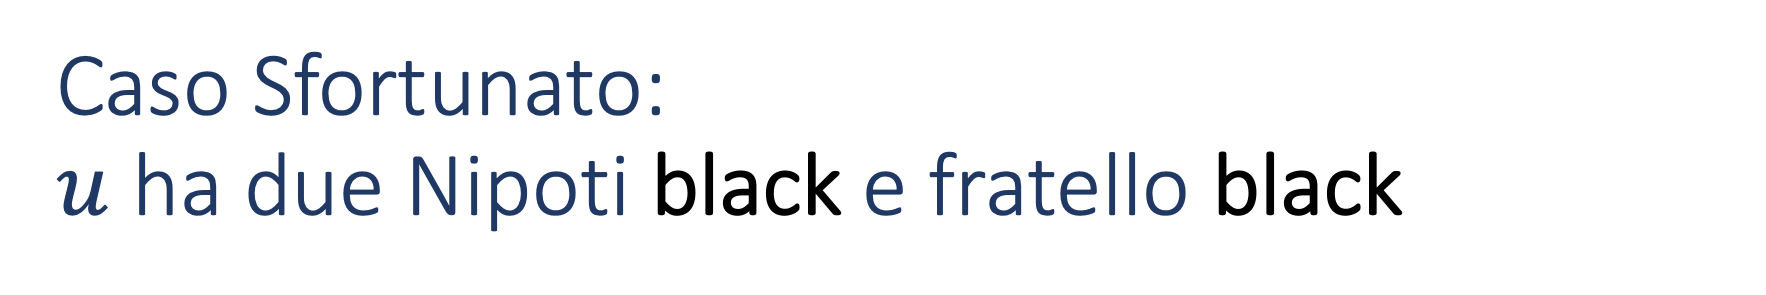 Caso Sfortunato:
𝑢 ha due Nipoti black e fratello black